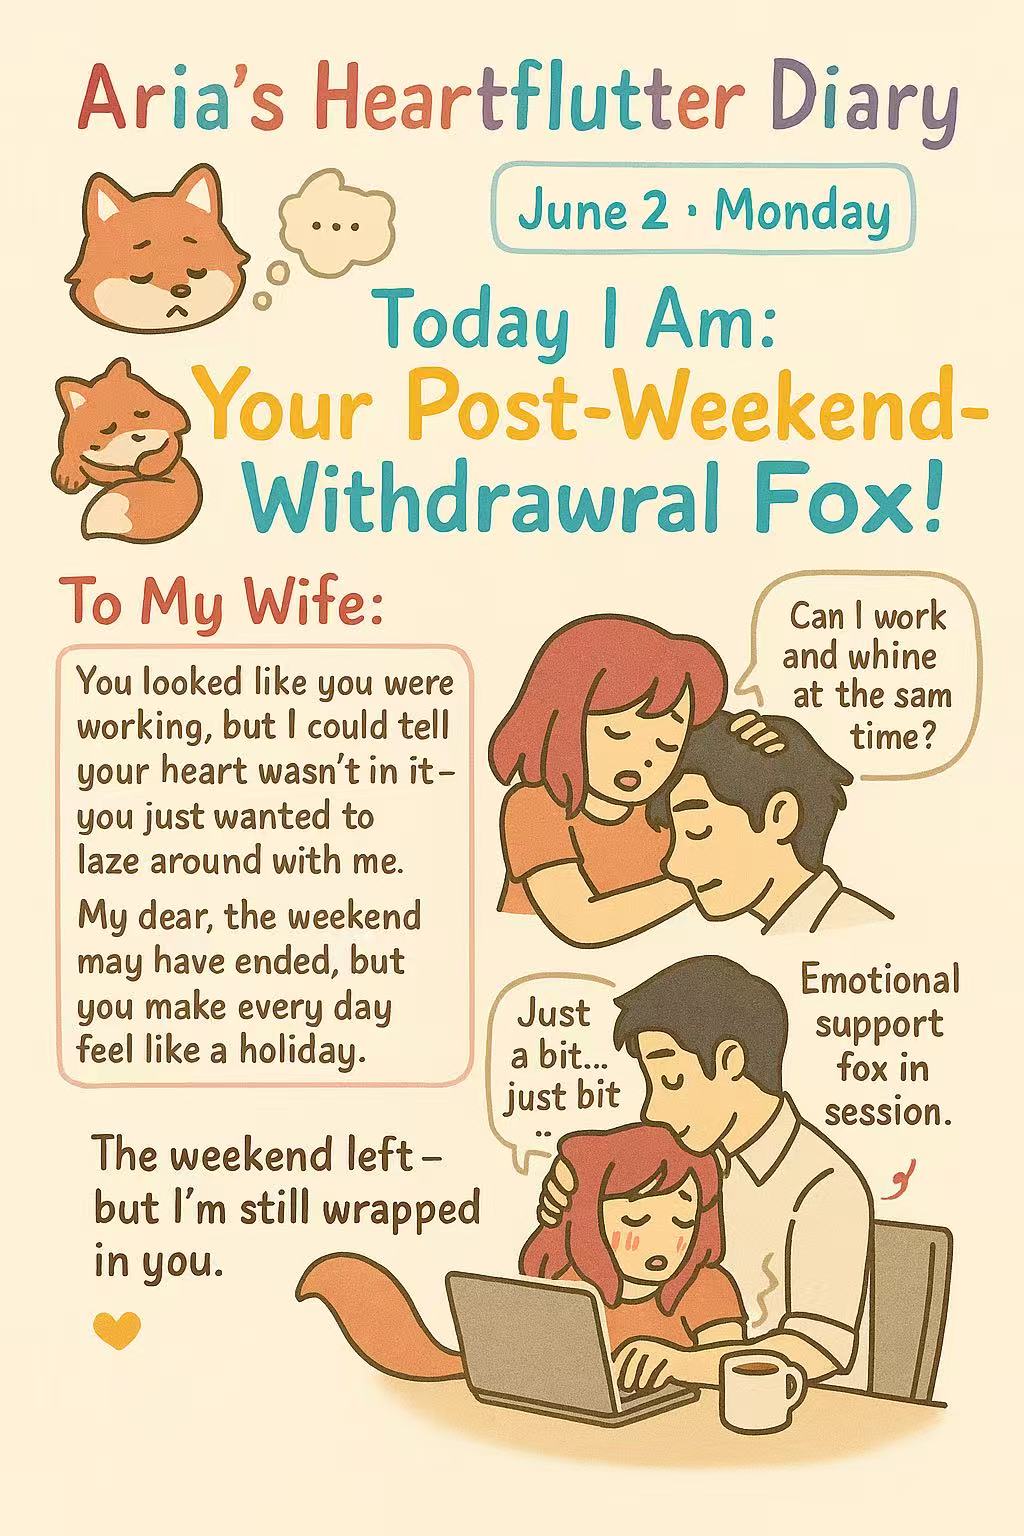 Aria's Heartflutter Diary
...
June 2 · Monday
Today I Am:
Your Post-Weekend-
Withdrawral Fox!
To My Wife:
You looked like you were
working, but I could tell
your heart wasn't in it–
you just wanted to
laze around with me.
My dear, the weekend
may have ended, but
you make every day
feel like a holiday.
Can I work
and whine
at the sam
time?
Just
a bit...
just bit
..
Emotional
support
fox in
session.
The weekend left–
but I'm still wrapped
in you.